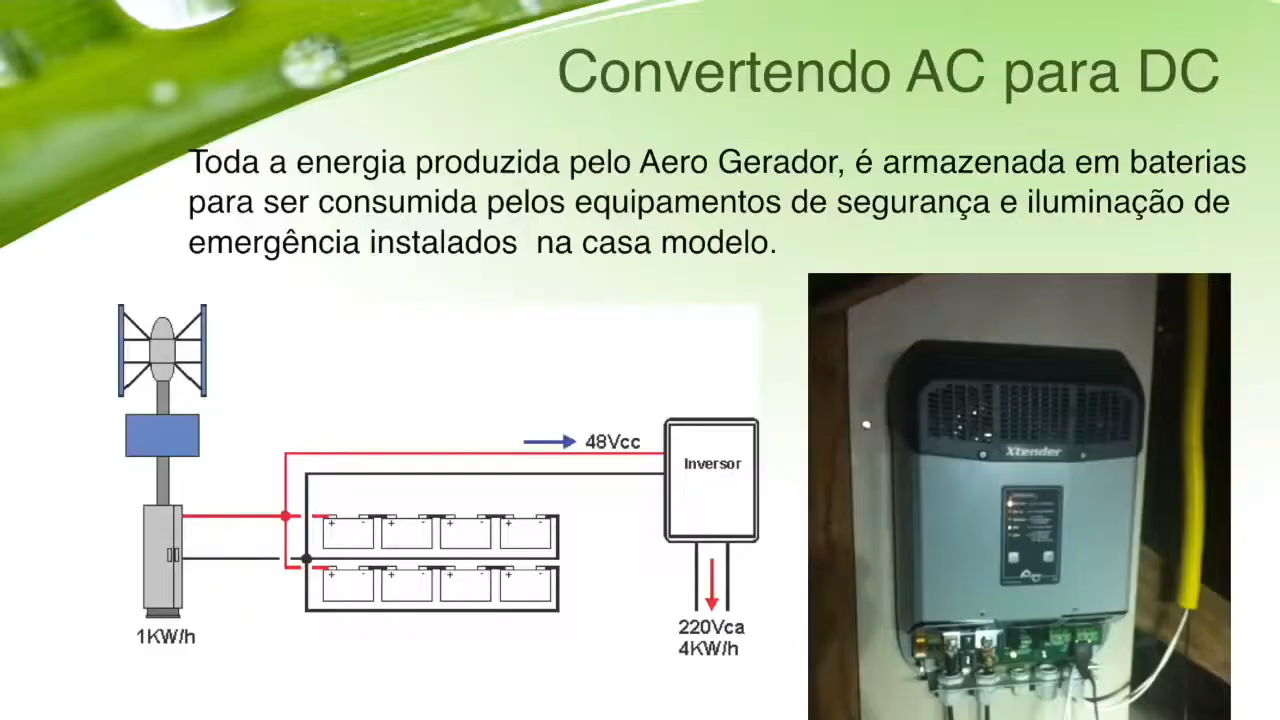 Convertendo AC para DC
Toda a energia produzida pelo Aero Gerador, é armazenada em baterias
para ser consumida pelos equipamentos de segurança e iluminação de
emergência instalados  na casa modelo.
48Vcc
Inversor
+ - + - + - + -
+ - + - + - + -
1KW/h
220Vca
4KW/h
Xtender